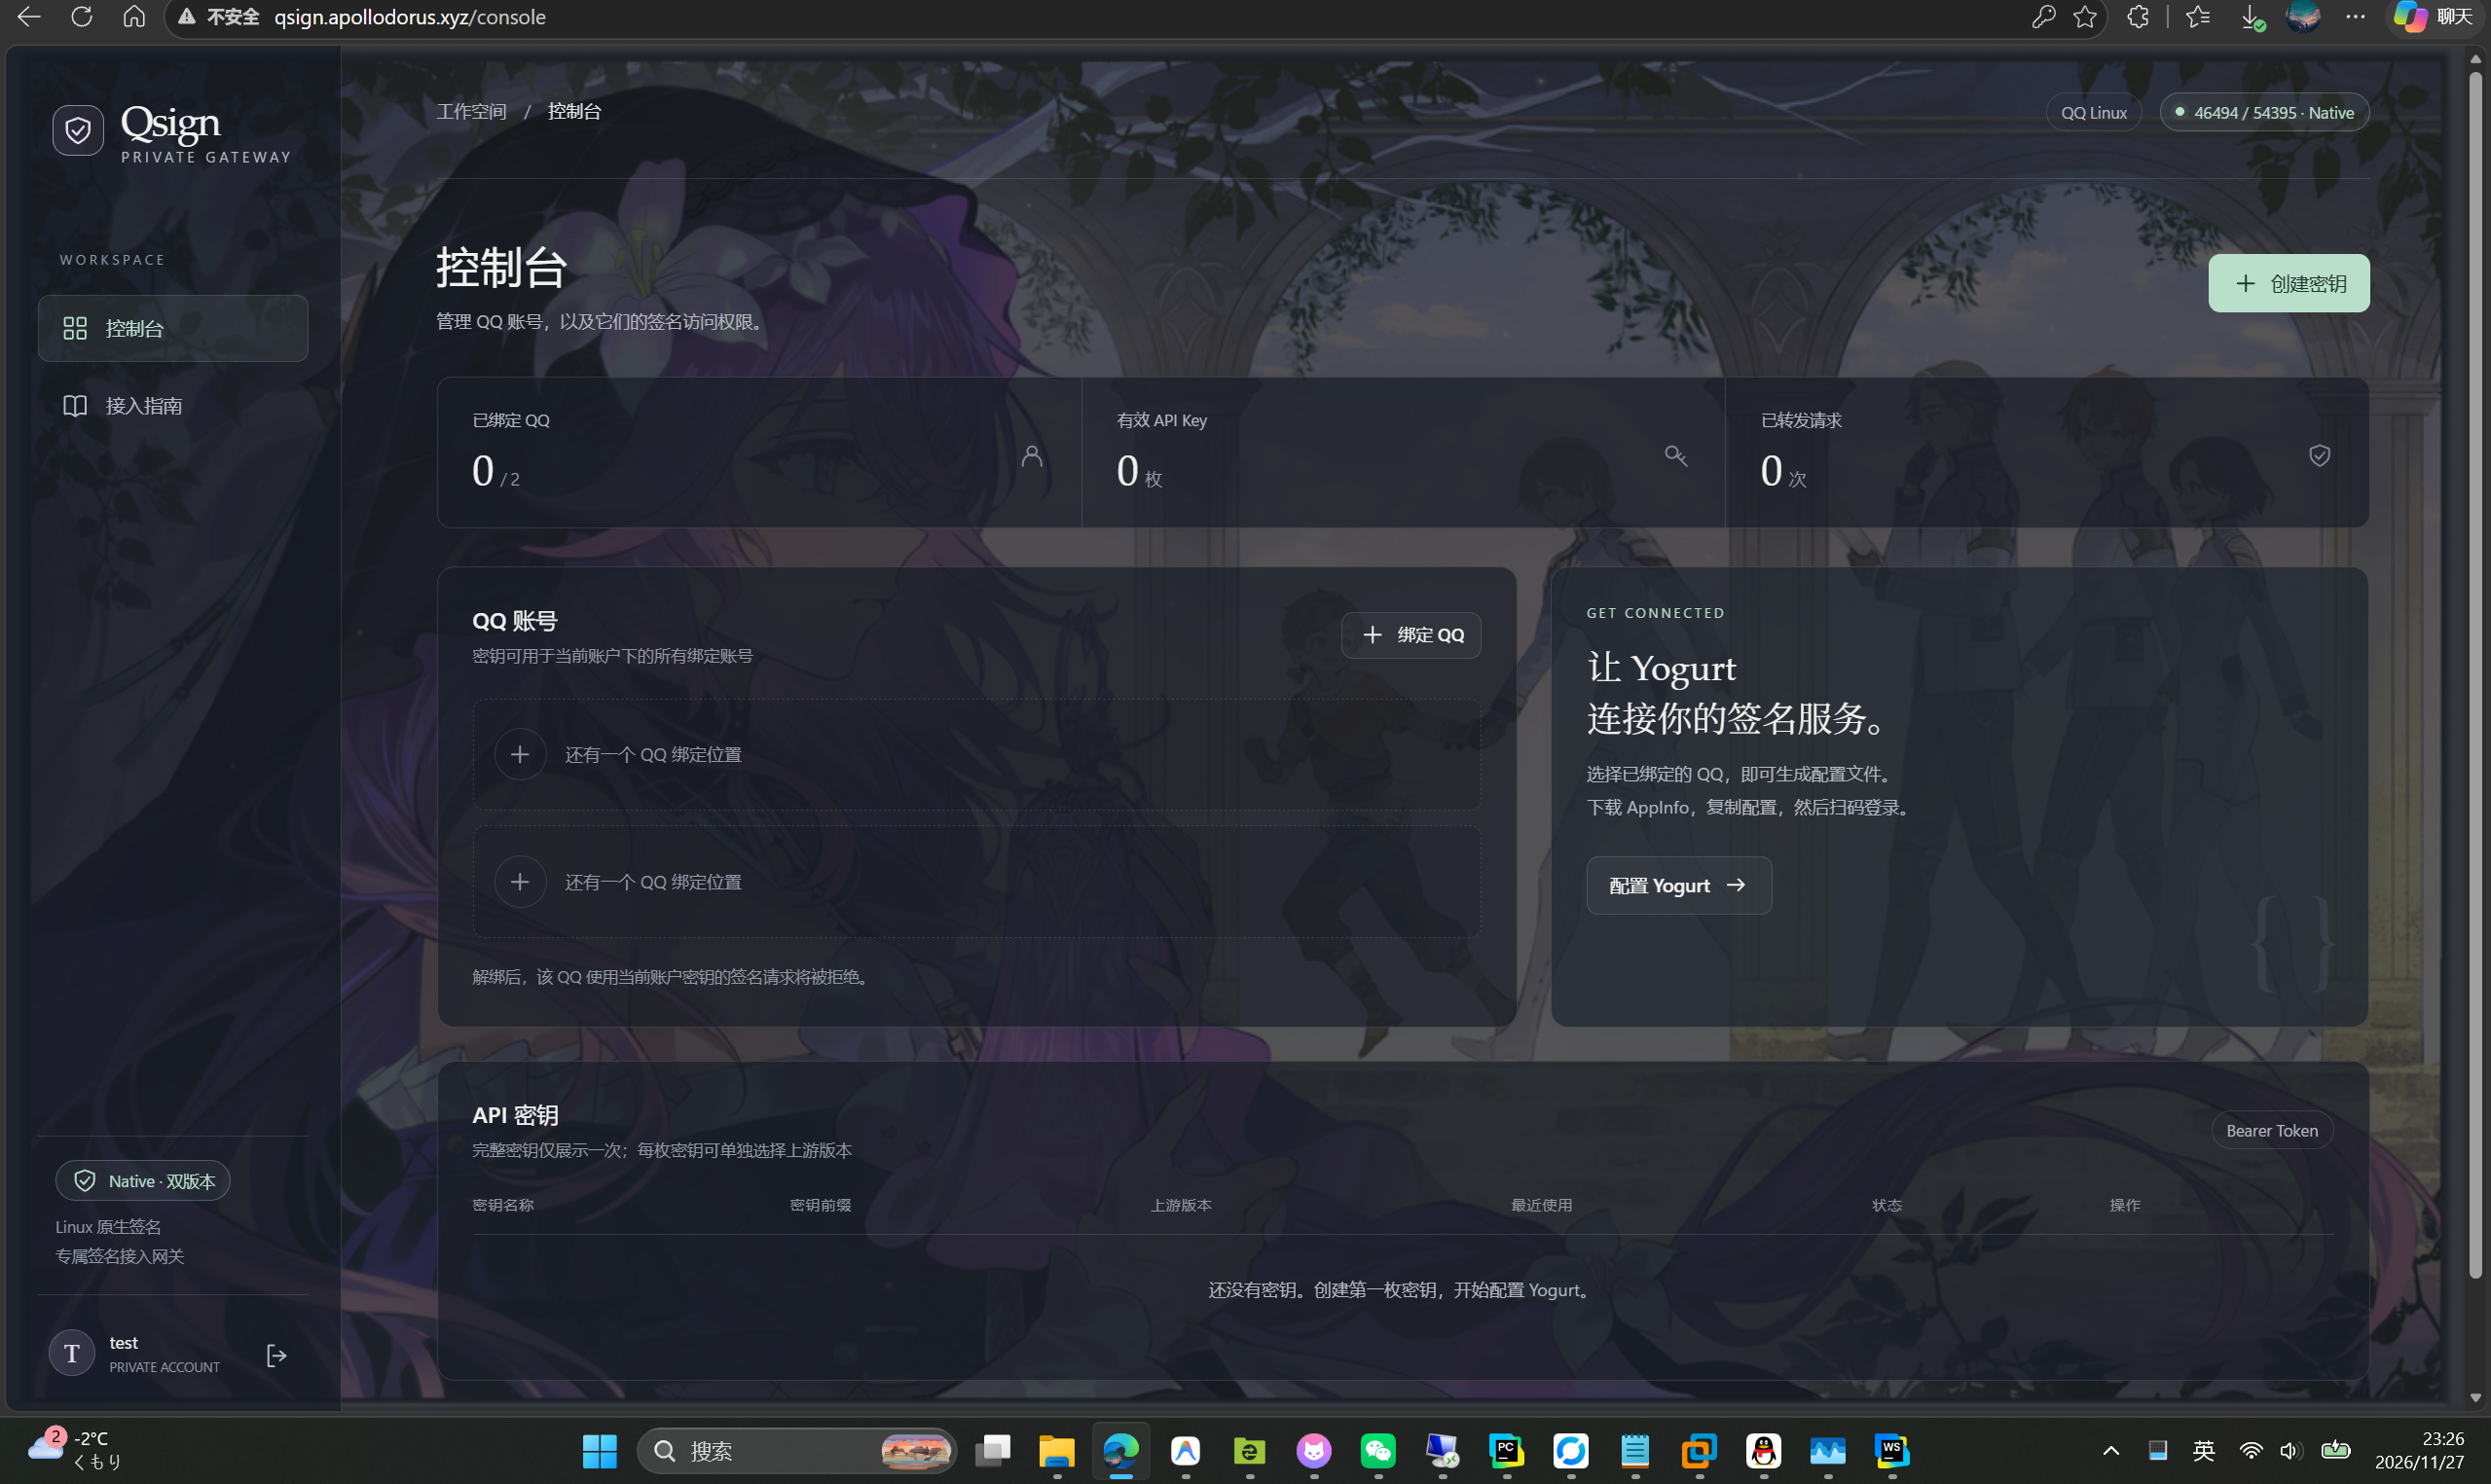 不安全 qsign.apollodorus.xyz/console
聊天
Qsign
PRIVATE GATEWAY
WORKSPACE
控制台
接入指南
工作空间 / 控制台
QQ Linux
46494 / 54395 · Native
控制台
管理 QQ 账号，以及它们的签名访问权限。
创建密钥
已绑定 QQ
0 / 2
有效 API Key
0 枚
已转发请求
0 次
QQ 账号
密钥可用于当前账户下的所有绑定账号
绑定 QQ
还有一个 QQ 绑定位置
还有一个 QQ 绑定位置
解绑后，该 QQ 使用当前账户密钥的签名请求将被拒绝。
GET CONNECTED
让 Yogurt
连接你的签名服务。
选择已绑定的 QQ，即可生成配置文件。
下载 AppInfo，复制配置，然后扫码登录。
配置 Yogurt
{ }
API 密钥
完整密钥仅展示一次；每枚密钥可单独选择上游版本
Bearer Token
密钥名称 密钥前缀 上游版本 最近使用 状态 操作
还没有密钥。创建第一枚密钥，开始配置 Yogurt。
Native · 双版本
Linux 原生签名
专属签名接入网关
T
test
PRIVATE ACCOUNT
2
-2°C
くもり
搜索
PC
WS
英
23:26
2026/11/27